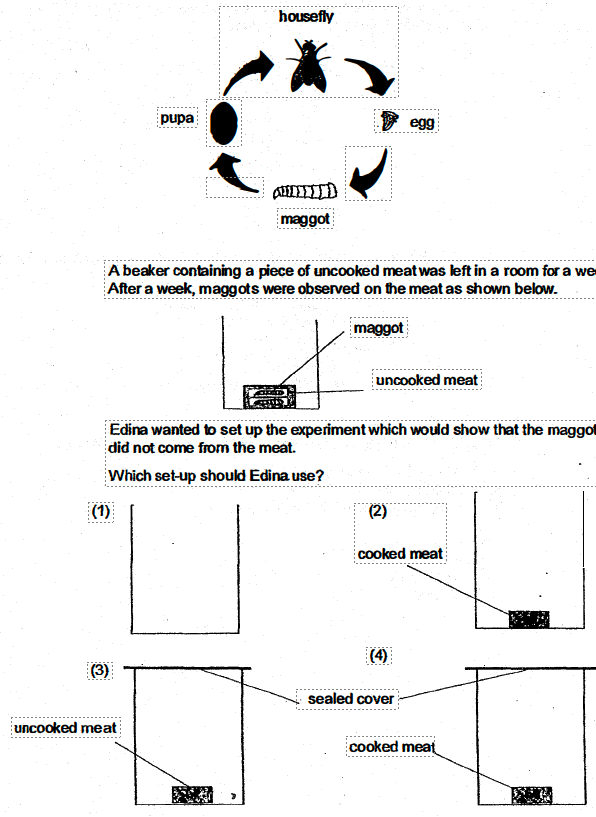 housefly
pupa
egg
maggot
A beaker containing a piece of uncooked meat was left in a room for a
After a week, maggots were observed on the meat as shown below.
maggot
uncooked meat
Edina wanted to set up the experiment which would show that the maggot
did not come from the meat.
Which set-up should Edina use?
(1)
(2)
cooked meat
(3)
(4)
sealed cover
uncooked meat
cooked meat